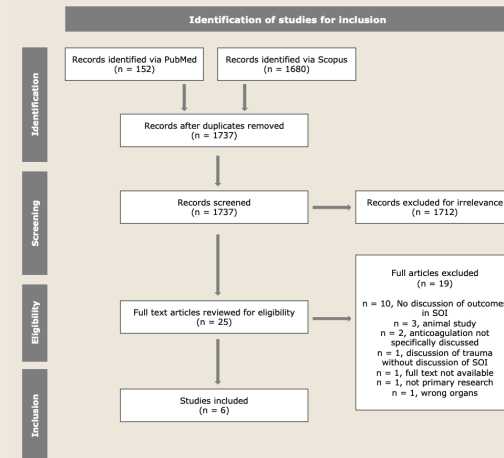 Identification of studies for inclusion
Identification
Records identified via PubMed
(n = 152)
Records identified via Scopus
(n = 1680)
Records after duplicates removed
(n = 1737)
Screening
Records screened
(n = 1737)
Records excluded for irrelevance
(n = 1712)
Eligibility
Full text articles reviewed for eligibility
(n = 25)
Full articles excluded
(n = 19)
n = 10, No discussion of outcomes
in SOI
n = 3, animal study
n = 2, anticoagulation not
specifically discussed
n = 1, discussion of trauma
without discussion of SOI
n = 1, full text not available
n = 1, not primary research
n = 1, wrong organs
Inclusion
Studies included
(n = 6)